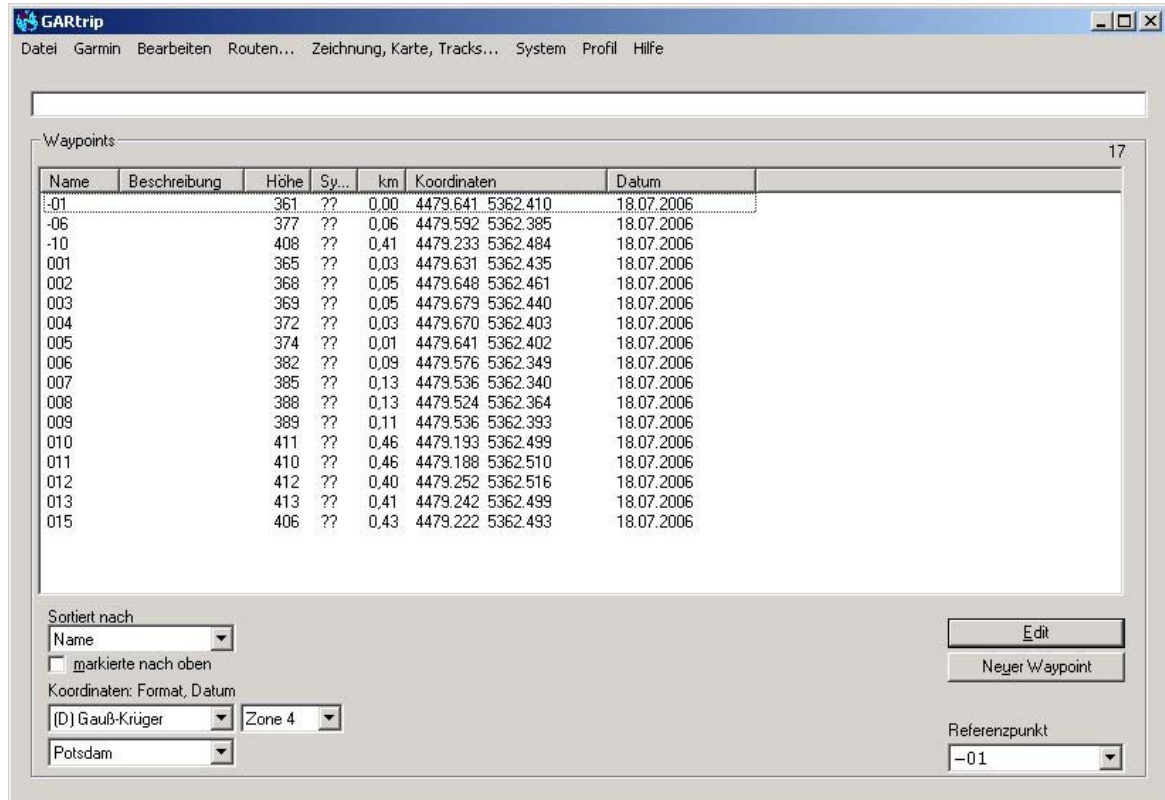 GARtrip
Datei Garmin Bearbeiten Routen... Zeichnung, Karte, Tracks... System Profil Hilfe
Waypoints
17
Name Beschreibung Höhe Sy... km Koordinaten Datum
-01 361 ?? 0,00 4479.641 5362.410 18.07.2006
-06 377 ?? 0,06 4479.592 5362.385 18.07.2006
-10 408 ?? 0,41 4479.233 5362.484 18.07.2006
001 365 ?? 0,03 4479.631 5362.435 18.07.2006
002 368 ?? 0,05 4479.648 5362.461 18.07.2006
003 369 ?? 0,05 4479.679 5362.440 18.07.2006
004 372 ?? 0,03 4479.670 5362.403 18.07.2006
005 374 ?? 0,01 4479.641 5362.402 18.07.2006
006 382 ?? 0,09 4479.576 5362.349 18.07.2006
007 385 ?? 0,13 4479.536 5362.340 18.07.2006
008 388 ?? 0,13 4479.524 5362.364 18.07.2006
009 389 ?? 0,11 4479.536 5362.393 18.07.2006
010 411 ?? 0,46 4479.193 5362.499 18.07.2006
011 410 ?? 0,46 4479.188 5362.510 18.07.2006
012 412 ?? 0,40 4479.252 5362.516 18.07.2006
013 413 ?? 0,41 4479.242 5362.499 18.07.2006
015 406 ?? 0,43 4479.222 5362.493 18.07.2006
Sortiert nach
Name
markierte nach oben
Koordinaten: Format, Datum
(D) Gauß-Krüger Zone 4
Potsdam
Edit
Neuer Waypoint
Referenzpunkt
-01